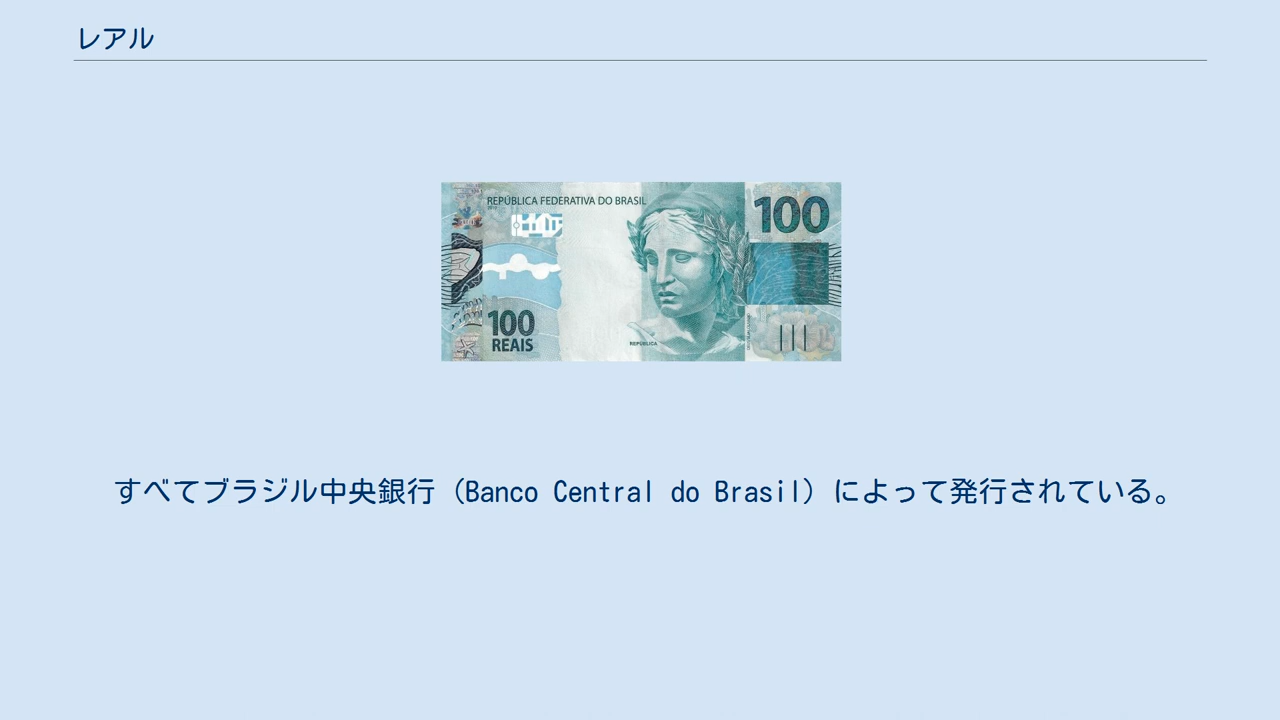 レアル
REPÚBLICA FEDERATIVA DO BRASIL
100
100
REAIS
REPÚBLICA
すべてブラジル中央銀行（Banco Central do Brasil）によって発行されている。